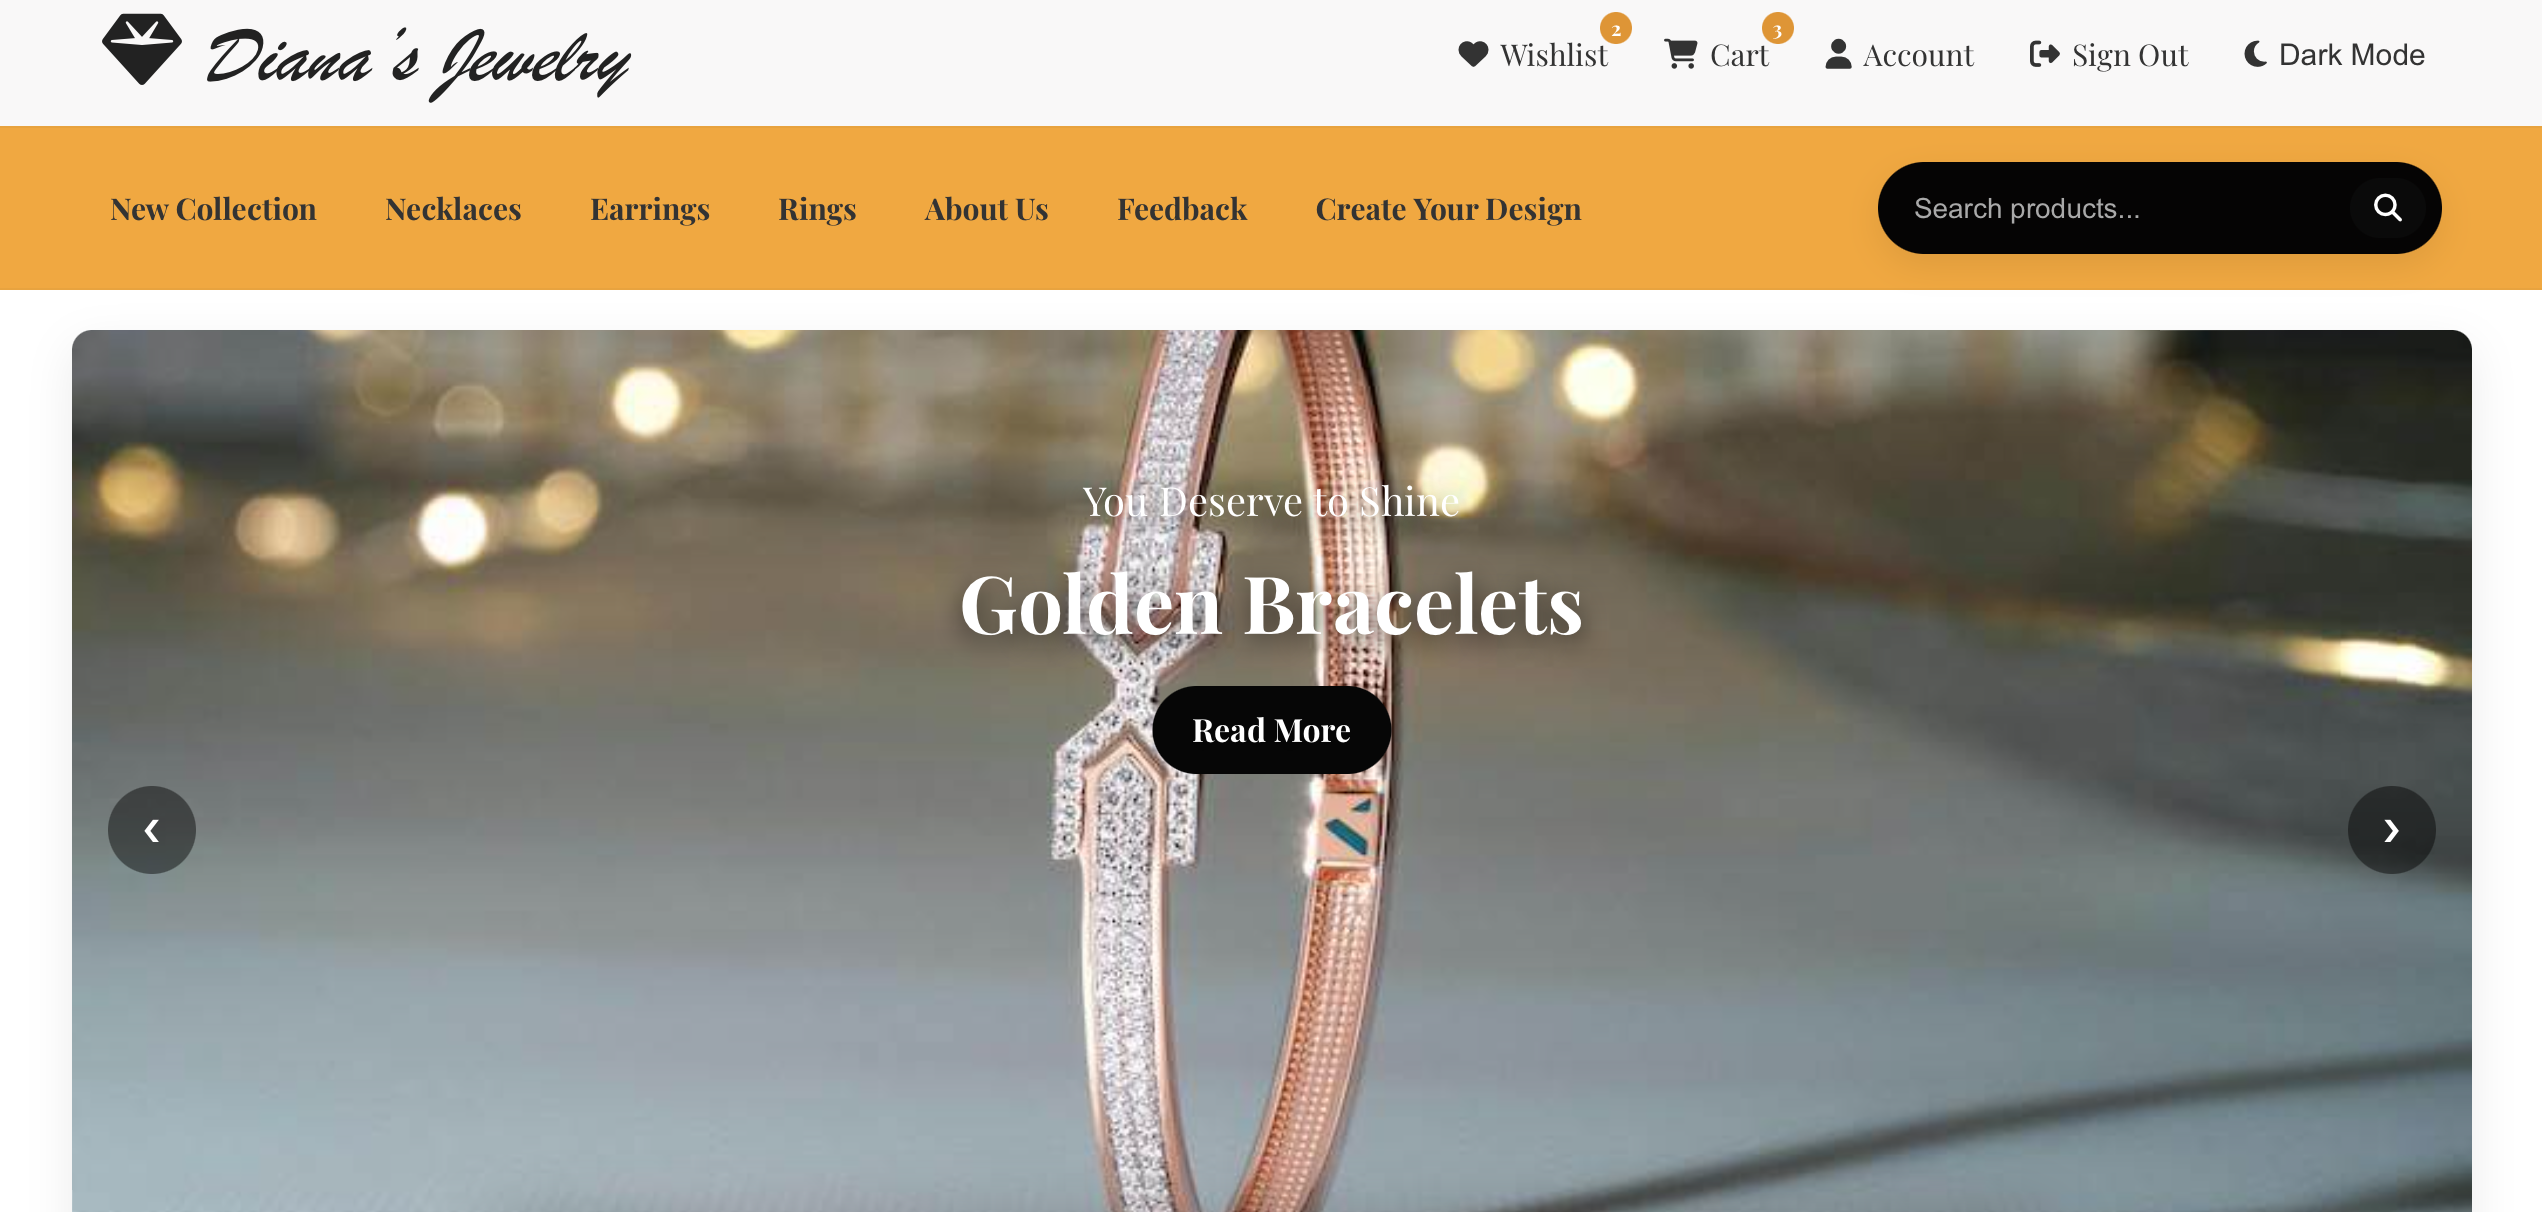 Diana's Jewelry
Wishlist 2
Cart 3
Account
Sign Out
Dark Mode
New Collection
Necklaces
Earrings
Rings
About Us
Feedback
Create Your Design
Search products...
You Deserve to Shine
Golden Bracelets
Read More